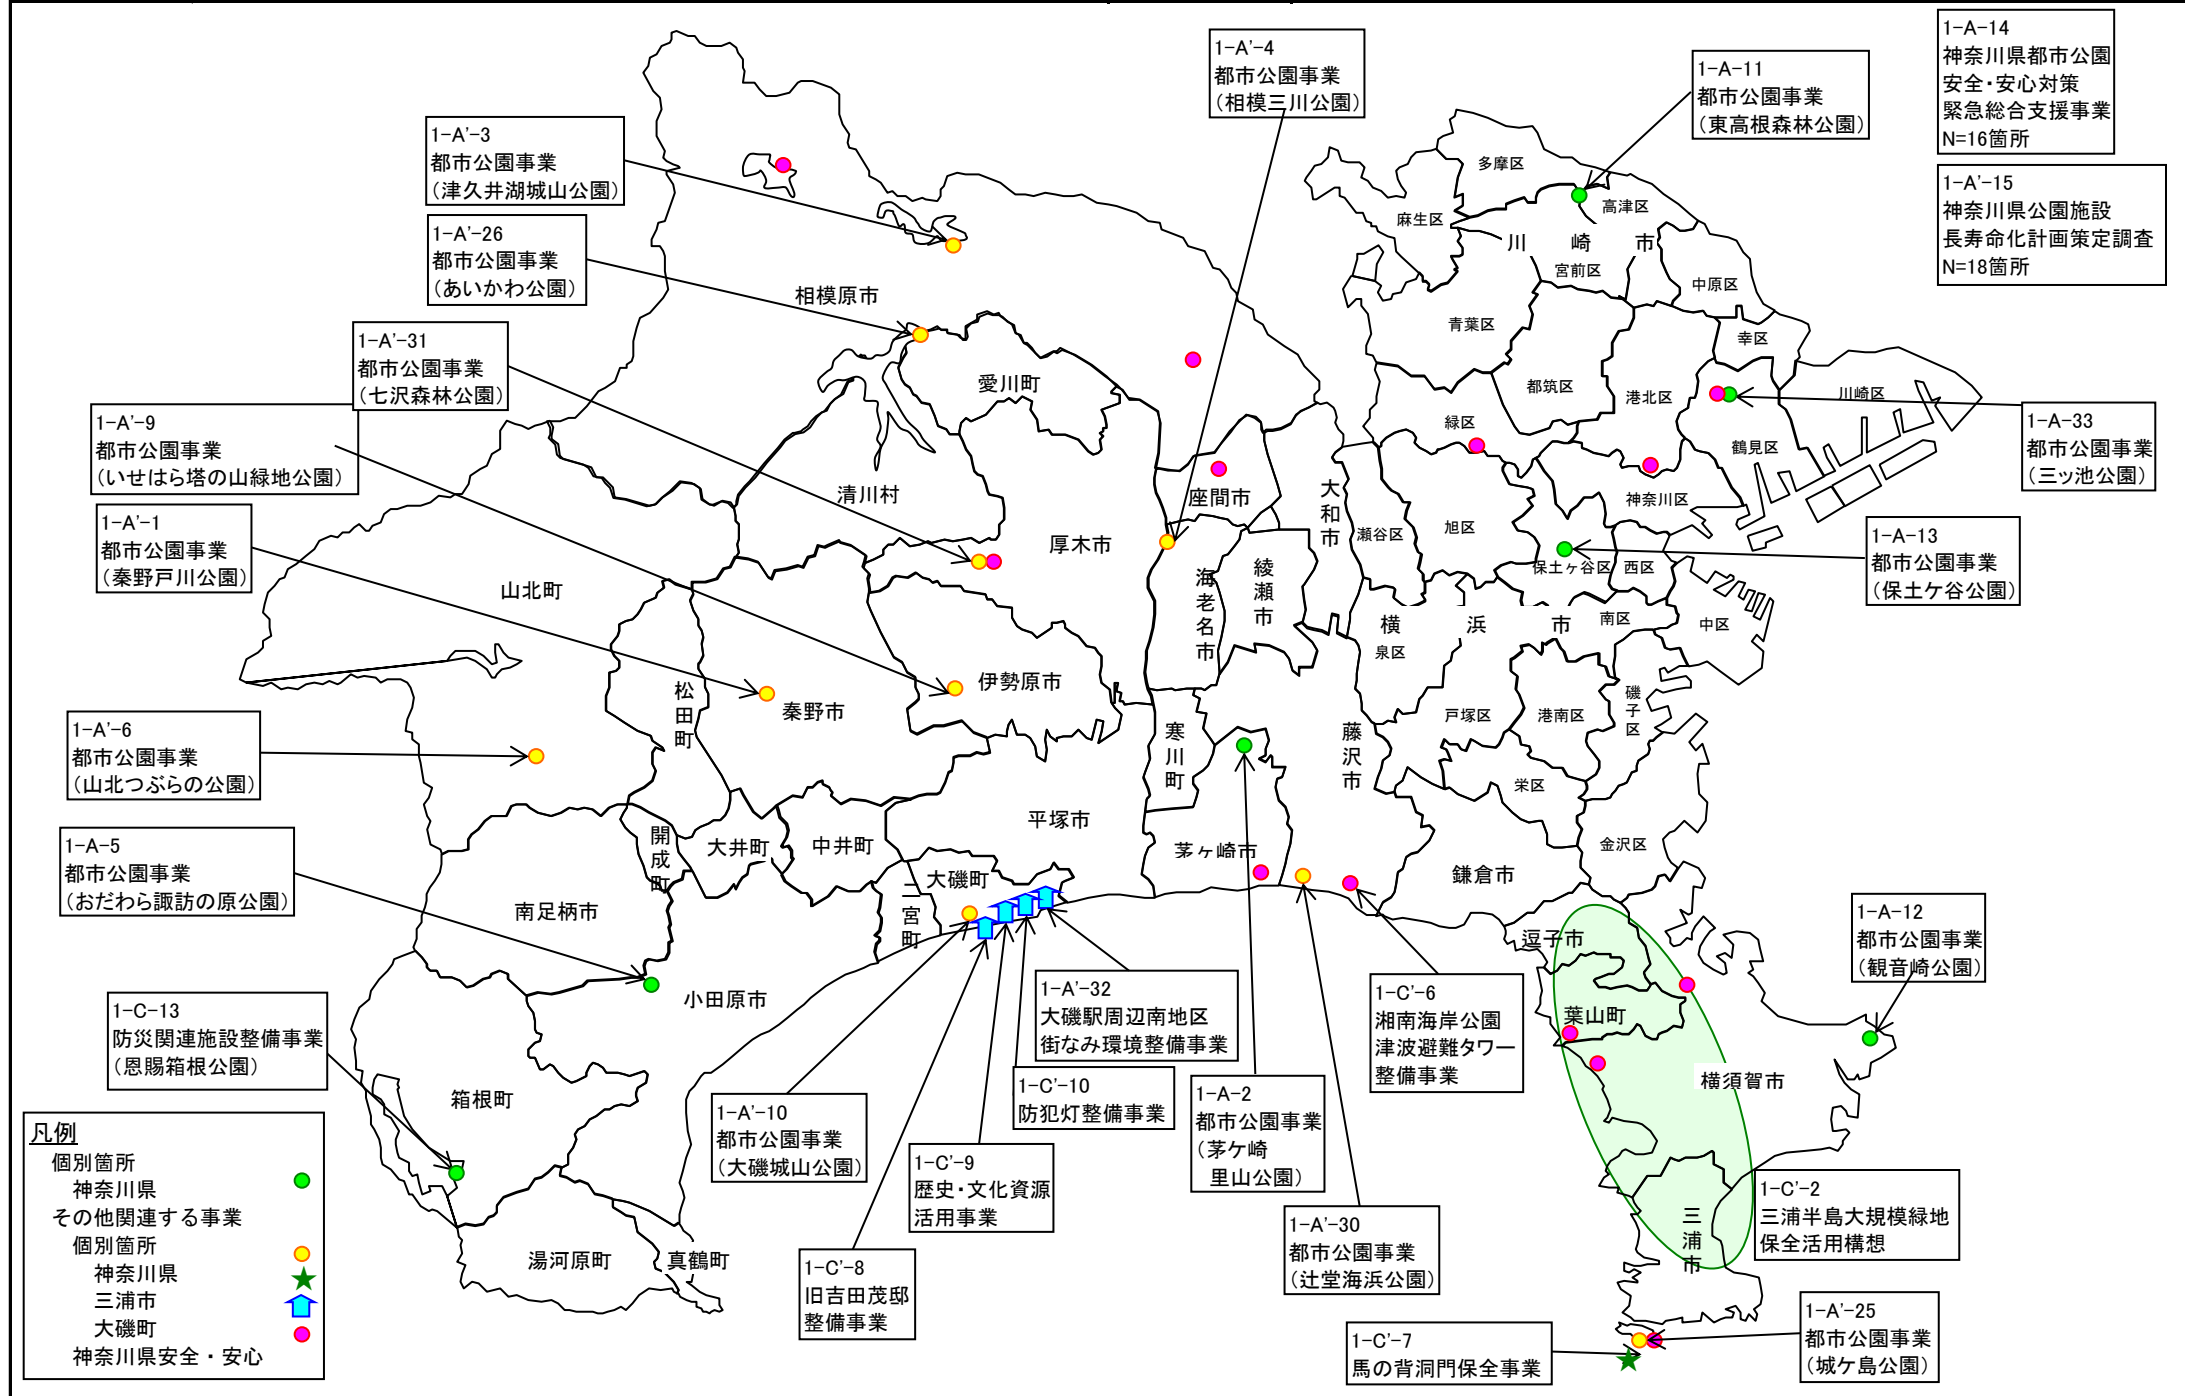 1-A'-4
都市公園事業
(相模三川公園)
1-A-11
都市公園事業
(東高根森林公園)
1-A-14
神奈川県都市公園
安全・安心対策
緊急総合支援事業
N=16箇所
1-A'-15
神奈川県公園施設
長寿命化計画策定調査
N=18箇所
1-A'-3
都市公園事業
(津久井湖城山公園)
1-A'-26
都市公園事業
(あいかわ公園)
1-A'-31
都市公園事業
(七沢森林公園)
1-A'-9
都市公園事業
(いせはら塔の山緑地公園)
1-A'-1
都市公園事業
(秦野戸川公園)
1-A'-6
都市公園事業
(山北つぶらの公園)
1-A-5
都市公園事業
(おだわら諏訪の原公園)
1-C-13
防災関連施設整備事業
(恩賜箱根公園)
1-A-33
都市公園事業
(三ッ池公園)
1-A-13
都市公園事業
(保土ケ谷公園)
1-A-12
都市公園事業
(観音崎公園)
1-A'-32
大磯駅周辺南地区
街なみ環境整備事業
1-C'-10
防犯灯整備事業
1-A'-10
都市公園事業
(大磯城山公園)
1-C'-9
歴史・文化資源
活用事業
1-C'-8
旧吉田茂邸
整備事業
1-A-2
都市公園事業
(茅ケ崎
里山公園)
1-A'-30
都市公園事業
(辻堂海浜公園)
1-C'-6
湘南海岸公園
津波避難タワー
整備事業
1-C'-2
三浦半島大規模緑地
保全活用構想
1-C'-7
馬の背洞門保全事業
1-A'-25
都市公園事業
(城ケ島公園)
相模原市
愛川町
清川村
厚木市
座間市
大和市
海老名市
綾瀬市
山北町
松田町
秦野市
伊勢原市
寒川町
藤沢市
平塚市
茅ヶ崎市
鎌倉市
開成町
大井町
中井町
二宮町
大磯町
南足柄市
小田原市
箱根町
湯河原町
真鶴町
逗子市
葉山町
横須賀市
三浦市
川崎市
多摩区
麻生区
高津区
宮前区
中原区
幸区
川崎区
横浜市
青葉区
都筑区
港北区
鶴見区
緑区
神奈川区
瀬谷区
旭区
保土ヶ谷区
西区
南区
中区
泉区
戸塚区
港南区
磯子区
栄区
金沢区
凡例
個別箇所
神奈川県
その他関連する事業
個別箇所
神奈川県
三浦市
大磯町
神奈川県安全・安心